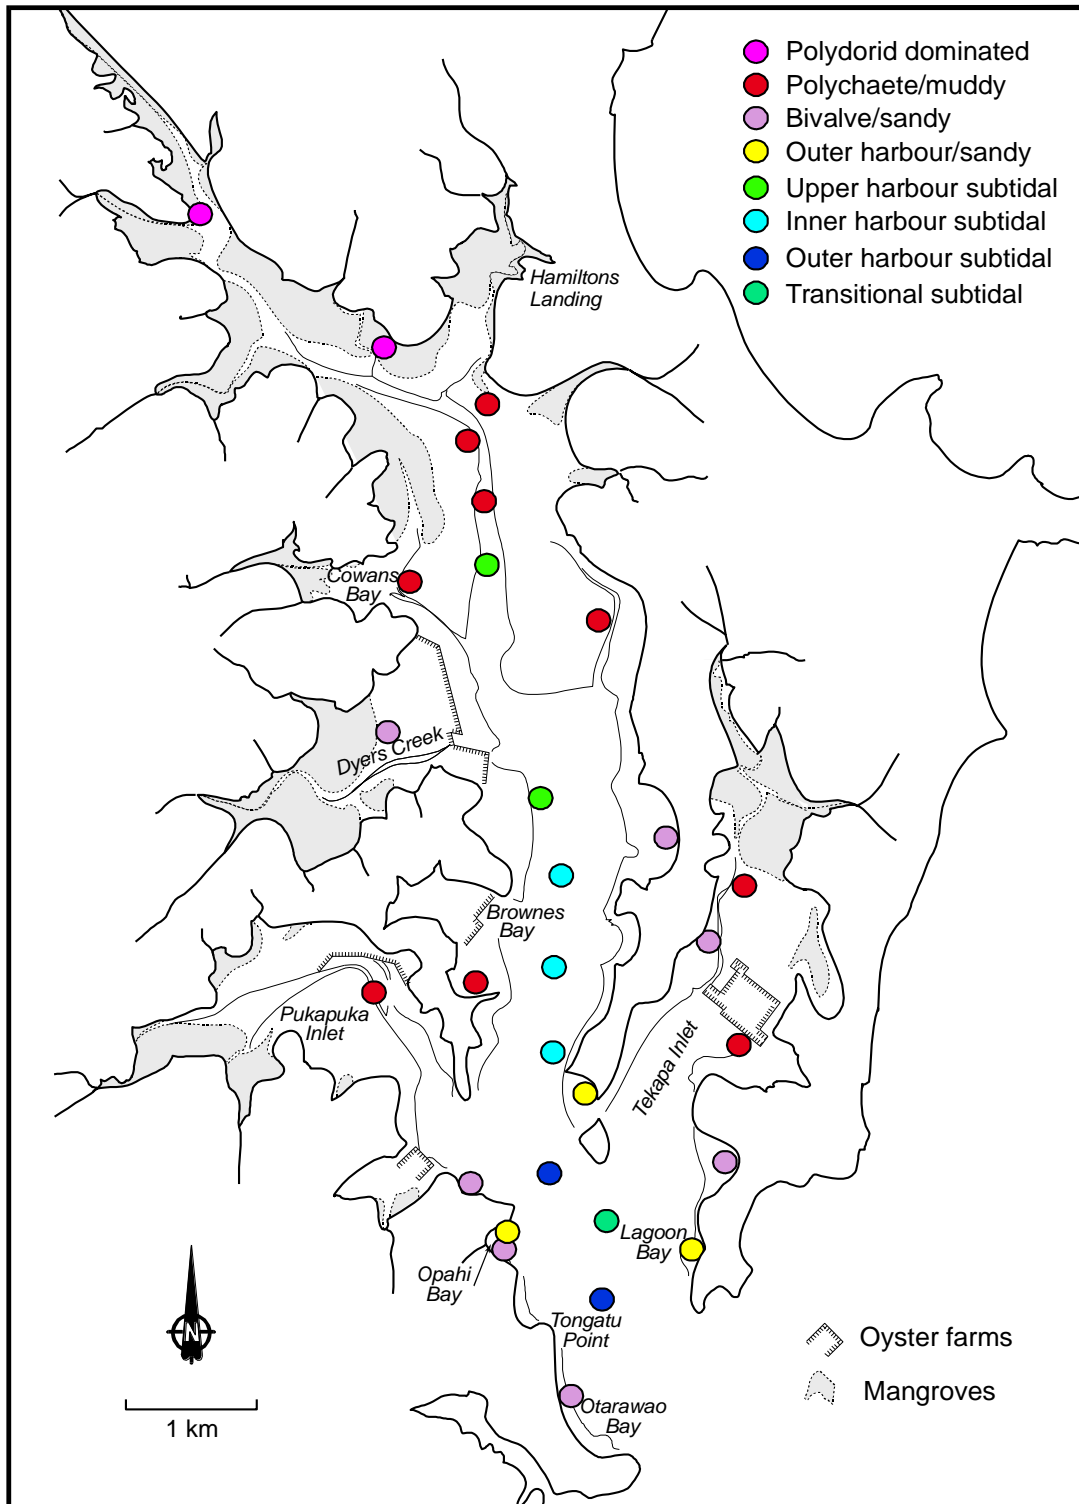 Polydorid dominated
Polychaete/muddy
Bivalve/sandy
Outer harbour/sandy
Upper harbour subtidal
Inner harbour subtidal
Outer harbour subtidal
Transitional subtidal
Hamiltons
Landing
Cowans
Bay
Dyers Creek
Brownes
Bay
Pukapuka
Inlet
Tekapa Inlet
Lagoon
Bay
Opahi
Bay
Tongatu
Point
Otarawao
Bay
N
1 km
Oyster farms
Mangroves